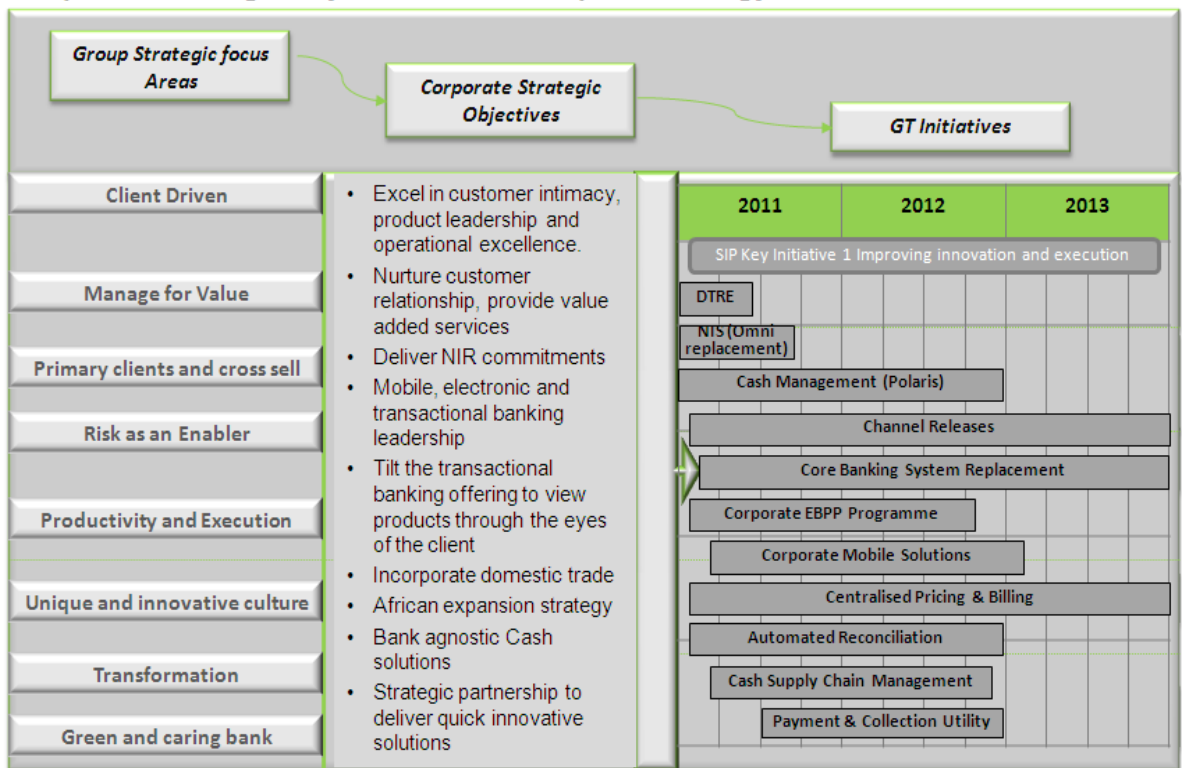 Group Strategic focus
Areas
Corporate Strategic
Objectives
GT Initiatives
Client Driven
Manage for Value
Primary clients and cross sell
Risk as an Enabler
Productivity and Execution
Unique and innovative culture
Transformation
Green and caring bank
• Excel in customer intimacy,
product leadership and
operational excellence.
• Nurture customer
relationship, provide value
added services
• Deliver NIR commitments
• Mobile, electronic and
transactional banking
leadership
• Tilt the transactional
banking offering to view
products through the eyes
of the client
• Incorporate domestic trade
• African expansion strategy
• Bank agnostic Cash
solutions
• Strategic partnership to
deliver quick innovative
solutions
2011 2012 2013
SIP Key Initiative 1 Improving innovation and execution
DTRE
NIS (Omni
replacement)
Cash Management (Polaris)
Channel Releases
Core Banking System Replacement
Corporate EBPP Programme
Corporate Mobile Solutions
Centralised Pricing & Billing
Automated Reconciliation
Cash Supply Chain Management
Payment & Collection Utility